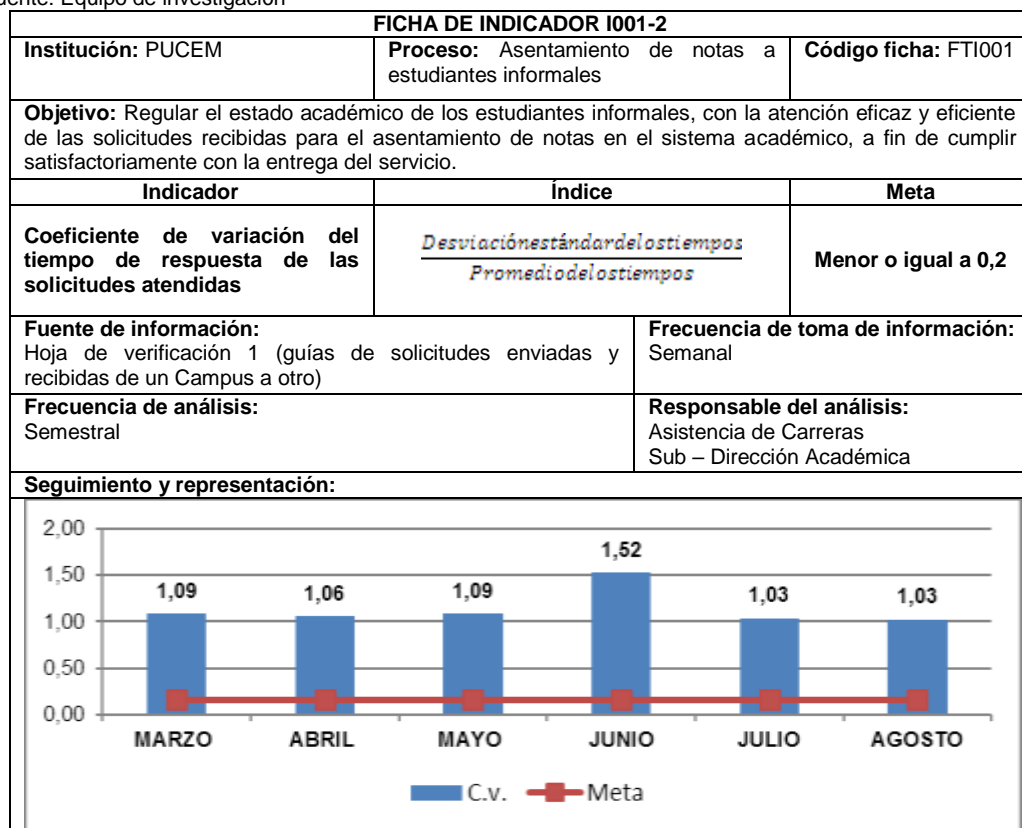 ente: Equipo de investigación
FICHA DE INDICADOR I001-2
Institución: PUCEM
Proceso: Asentamiento de notas a
estudiantes informales
Código ficha: FTI001
Objetivo: Regular el estado académico de los estudiantes informales, con la atención eficaz y eficiente
de las solicitudes recibidas para el asentamiento de notas en el sistema académico, a fin de cumplir
satisfactoriamente con la entrega del servicio.
Indicador
Índice
Meta
Coeficiente de variación del
tiempo de respuesta de las
solicitudes atendidas
Desviaciónestándardelostiempos
Promediodelostiempos
Menor o igual a 0,2
Fuente de información:
Hoja de verificación 1 (guías de solicitudes enviadas y
recibidas de un Campus a otro)
Frecuencia de toma de información:
Semanal
Frecuencia de análisis:
Semestral
Responsable del análisis:
Asistencia de Carreras
Sub – Dirección Académica
Seguimiento y representación:
2,00
1,50
1,00
0,50
0,00
1,09
1,06
1,09
1,52
1,03
1,03
MARZO
ABRIL
MAYO
JUNIO
JULIO
AGOSTO
C.v.
Meta